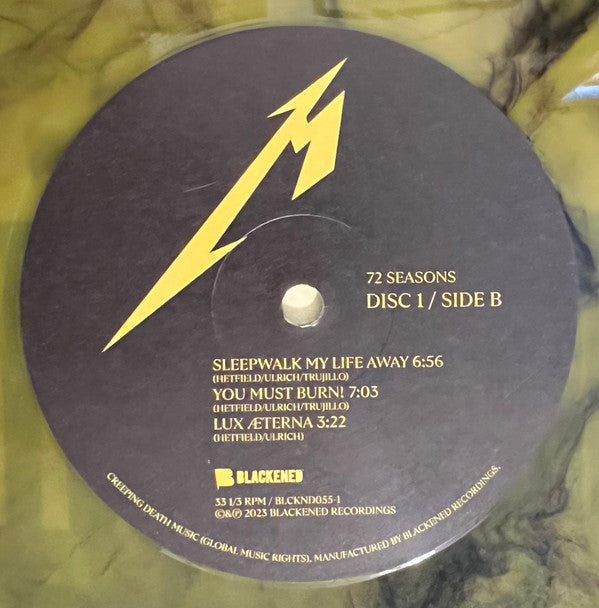 M
72 SEASONS
DISC 1 / SIDE B
SLEEPWALK MY LIFE AWAY 6:56
(HETFIELD/ULRICH/TRUJILLO)
YOU MUST BURN! 7:03
(HETFIELD/ULRICH/TRUJILLO)
LUX ÆTERNA 3:22
(HETFIELD/ULRICH)
B BLACKENED
33 1/3 RPM / BLCKND055-1
©&℗ 2023 BLACKENED RECORDINGS
CREEPING DEATH MUSIC (GLOBAL MUSIC RIGHTS). MANUFACTURED BY BLACKENED RECORDINGS.